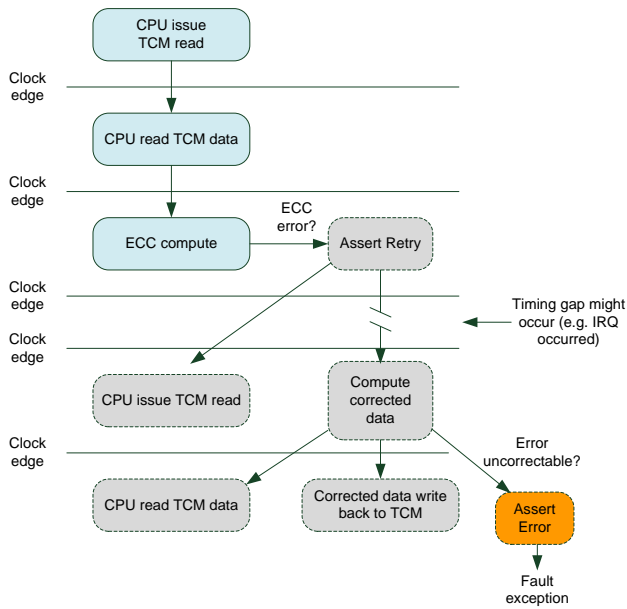 CPU issue
TCM read
Clock
edge
CPU read TCM data
Clock
edge
ECC
error?
ECC compute
Assert Retry
Clock
edge
Timing gap might
occur (e.g. IRQ
occurred)
Clock
edge
CPU issue TCM read
Compute
corrected
data
Clock
edge
Error
uncorrectable?
CPU read TCM data
Corrected data write
back to TCM
Assert
Error
Fault
exception